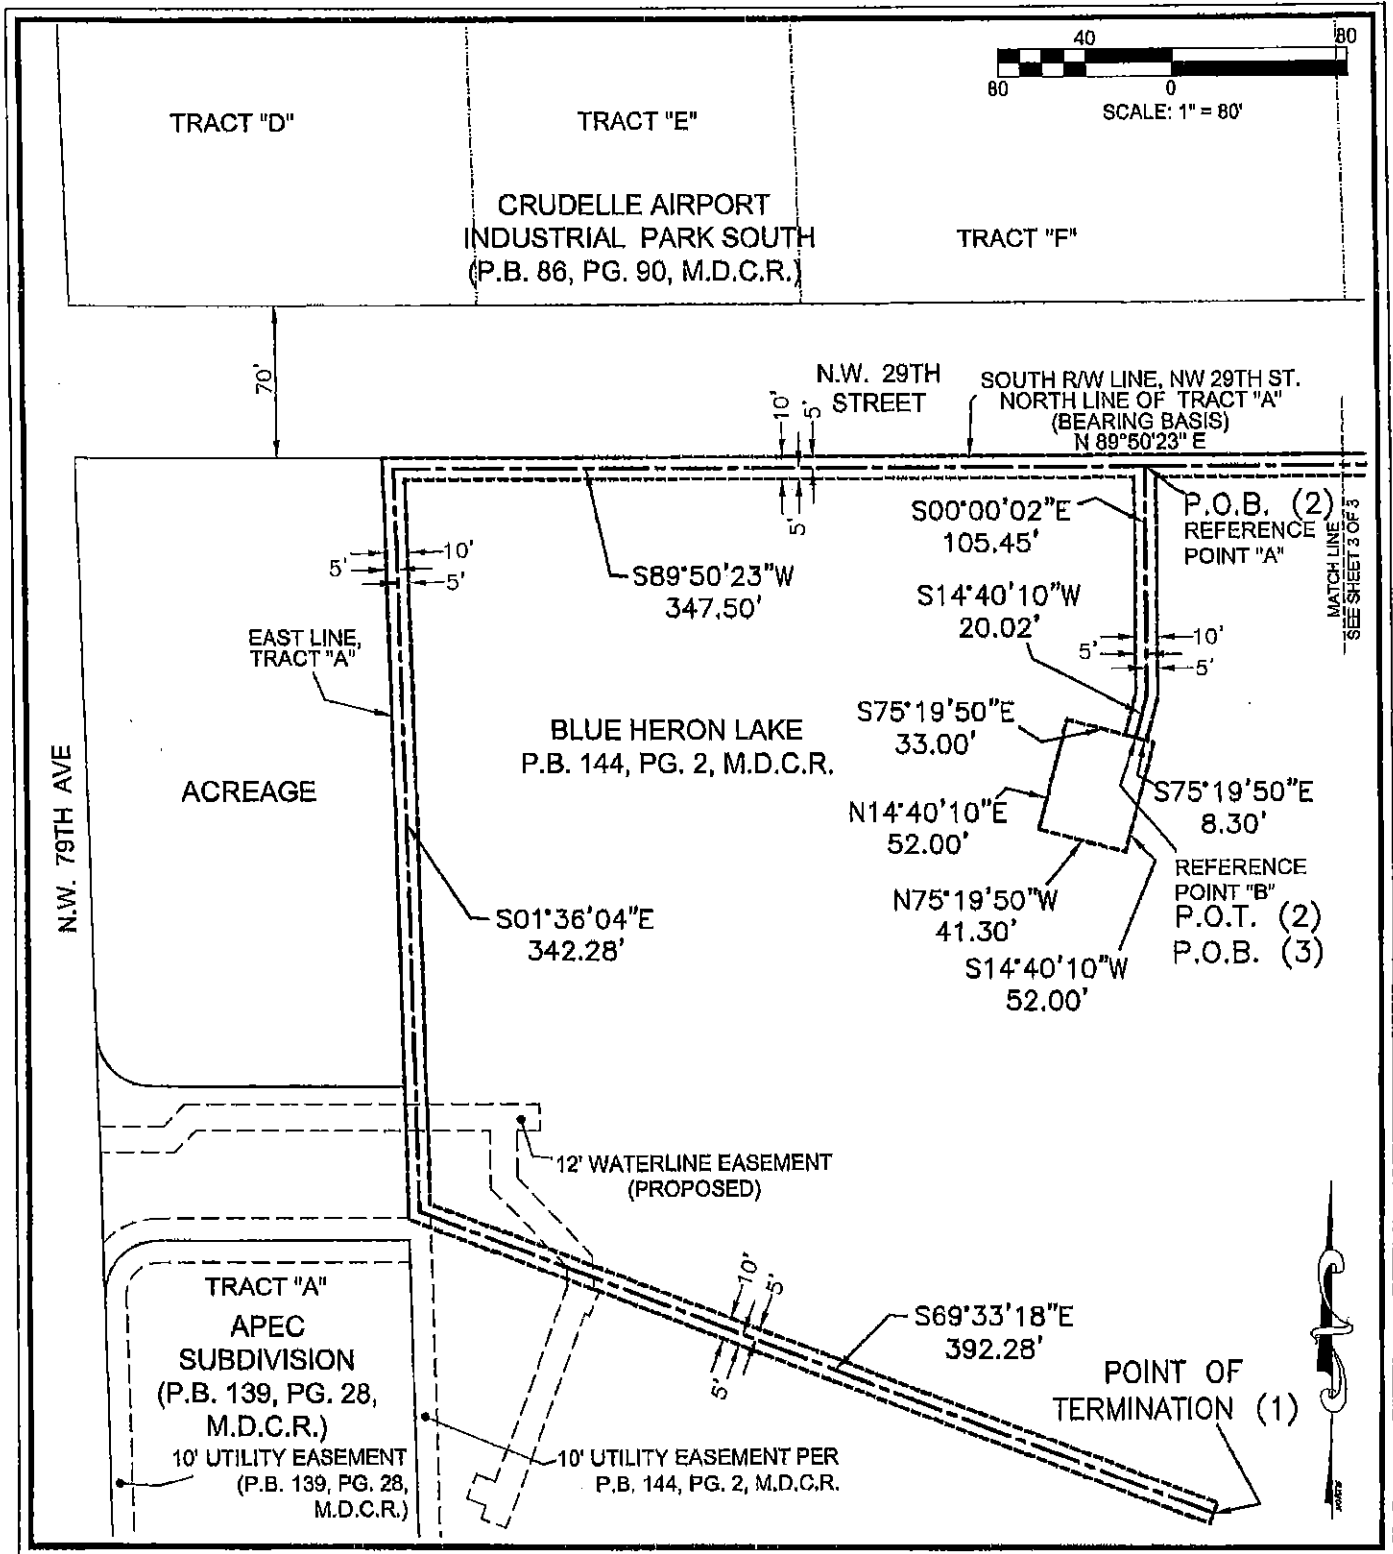 40
80
80
0
SCALE: 1" = 80'
TRACT "D"
TRACT "E"
CRUDELLE AIRPORT
INDUSTRIAL PARK SOUTH
(P.B. 86, PG. 90, M.D.C.R.)
TRACT "F"
70'
N.W. 29TH
STREET
SOUTH R/W LINE, NW 29TH ST.
NORTH LINE OF TRACT "A"
(BEARING BASIS)
N 89°50'23" E
10'
5'
5'
S00°00'02"E
105.45'
P.O.B. (2)
REFERENCE
POINT "A"
MATCH LINE
SEE SHEET 3 OF 3
5'
10'
5'
S89°50'23"W
347.50'
S14°40'10"W
20.02'
10'
5'
5'
EAST LINE,
TRACT "A"
BLUE HERON LAKE
P.B. 144, PG. 2, M.D.C.R.
S75°19'50"E
33.00'
N.W. 79TH AVE
ACREAGE
N14°40'10"E
52.00'
S75°19'50"E
8.30'
REFERENCE
POINT "B"
P.O.T. (2)
P.O.B. (3)
N75°19'50"W
41.30'
S14°40'10"W
52.00'
S01°36'04"E
342.28'
12' WATERLINE EASEMENT
(PROPOSED)
TRACT "A"
APEC
SUBDIVISION
(P.B. 139, PG. 28,
M.D.C.R.)
10'
5'
5'
S69°33'18"E
392.28'
POINT OF
TERMINATION (1)
10' UTILITY EASEMENT
(P.B. 139, PG. 28,
M.D.C.R.)
10' UTILITY EASEMENT PER
P.B. 144, PG. 2, M.D.C.R.